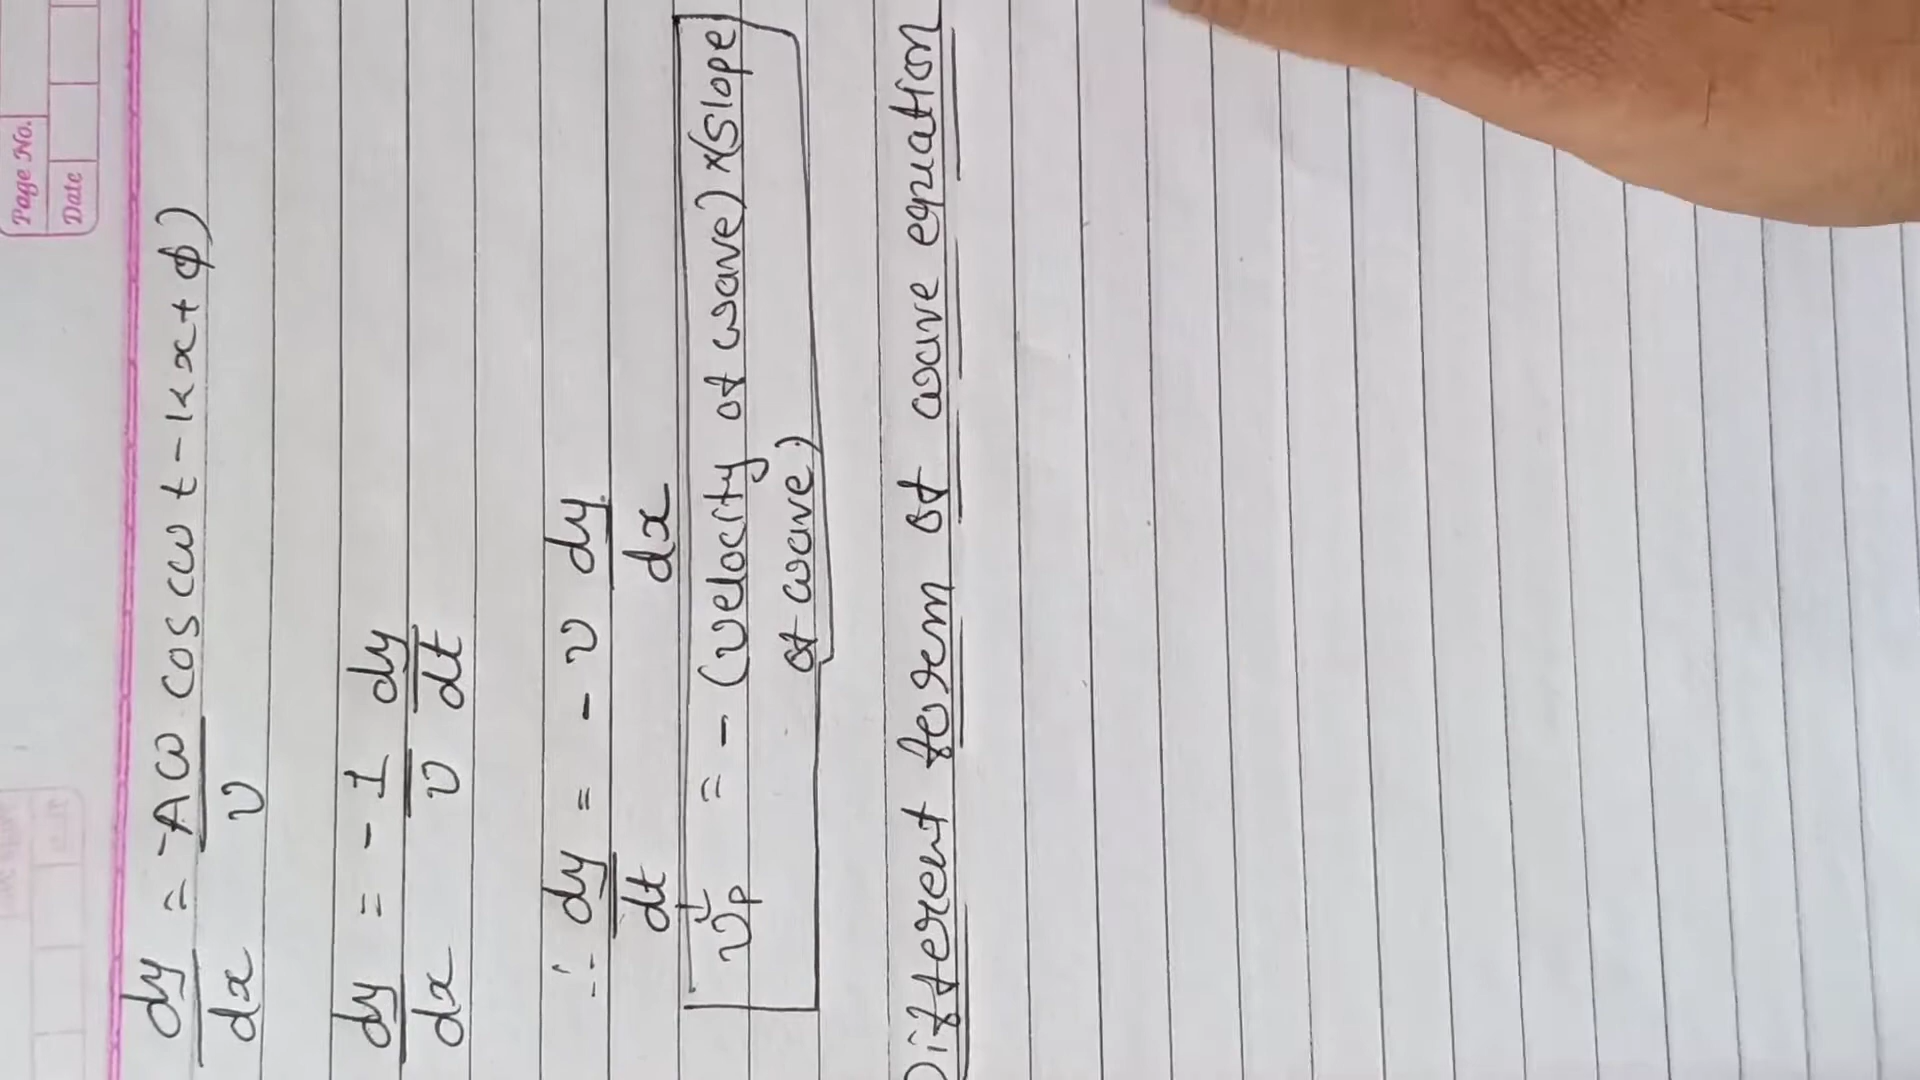 Page No.
Date
dy/dx = -Aω/v cos(ωt-kx+φ)
dy/dx = -1/v dy/dt
∴ dy/dt = -v dy/dx
vp = -(velocity of wave)×(slope
of wave)
Different form of wave equation